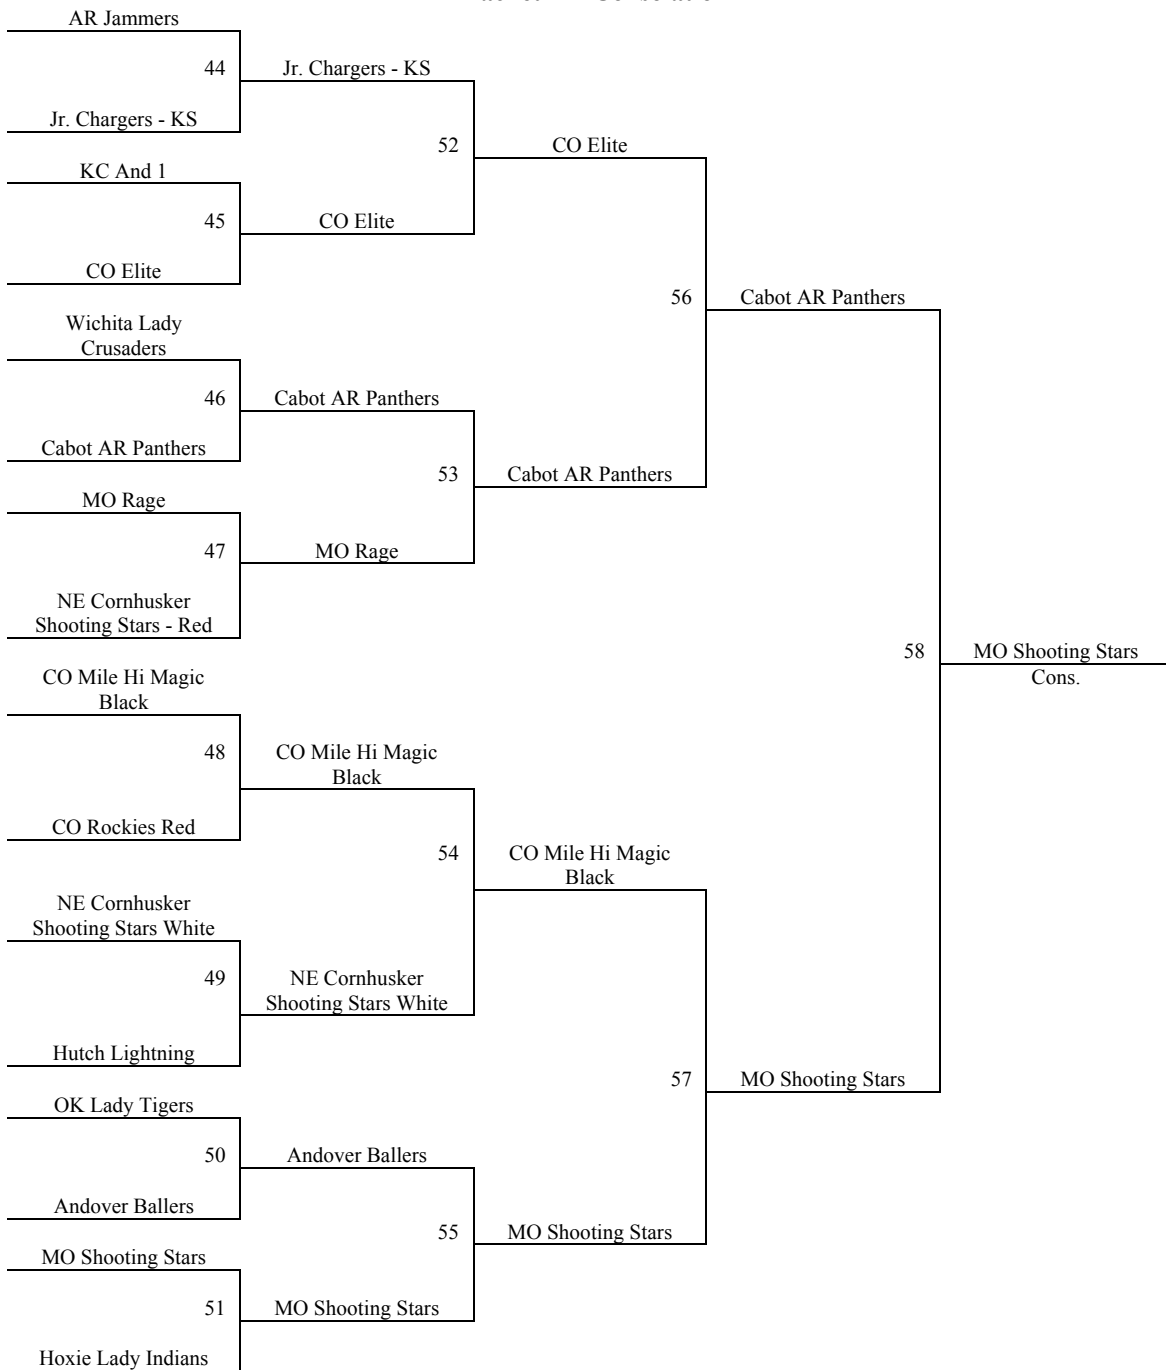 AR Jammers
44
Jr. Chargers - KS
Jr. Chargers - KS
52
CO Elite
KC And 1
45
CO Elite
CO Elite
56
Cabot AR Panthers
Wichita Lady
Crusaders
46
Cabot AR Panthers
Cabot AR Panthers
53
Cabot AR Panthers
MO Rage
47
MO Rage
NE Cornhusker
Shooting Stars - Red
58
MO Shooting Stars
Cons.
CO Mile Hi Magic
Black
48
CO Mile Hi Magic
Black
CO Rockies Red
54
CO Mile Hi Magic
Black
NE Cornhusker
Shooting Stars White
49
NE Cornhusker
Shooting Stars White
Hutch Lightning
57
MO Shooting Stars
OK Lady Tigers
50
Andover Ballers
Andover Ballers
55
MO Shooting Stars
MO Shooting Stars
51
MO Shooting Stars
Hoxie Lady Indians